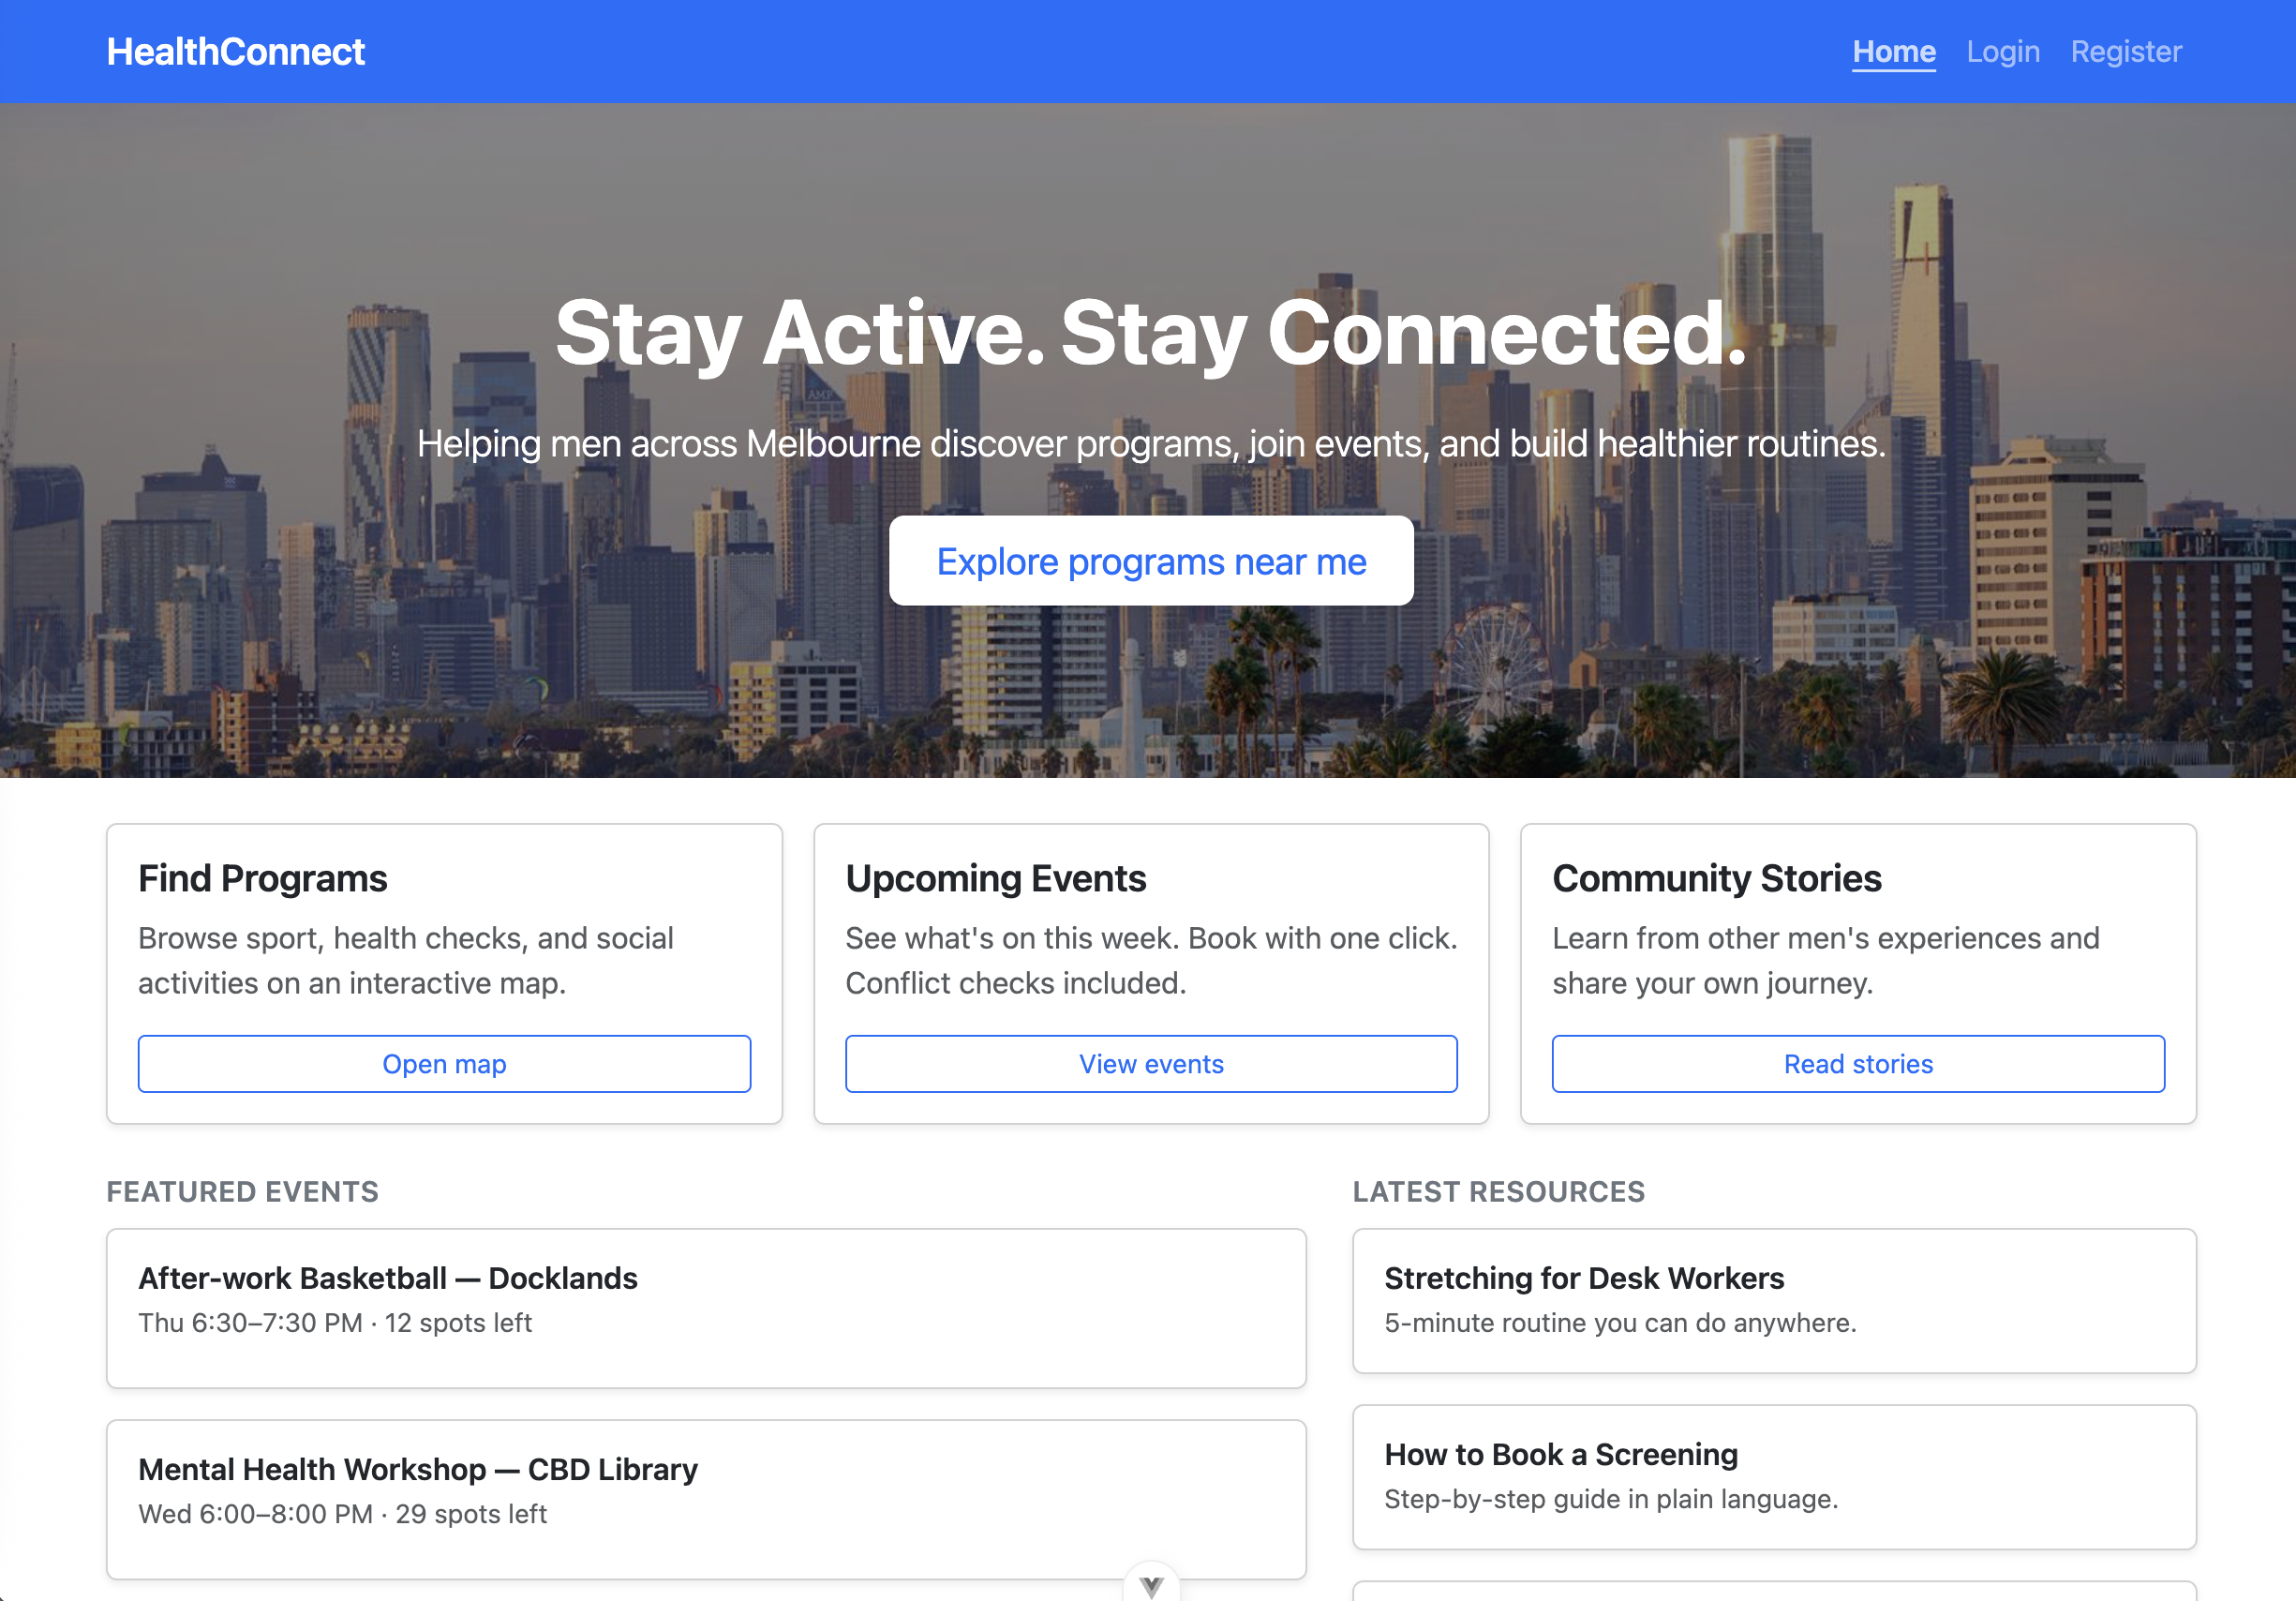 HealthConnect
Home Login Register
Stay Active. Stay Connected.
Helping men across Melbourne discover programs, join events, and build healthier routines.
Explore programs near me
AMP
Find Programs
Browse sport, health checks, and social
activities on an interactive map.
Open map
Upcoming Events
See what's on this week. Book with one click.
Conflict checks included.
View events
Community Stories
Learn from other men's experiences and
share your own journey.
Read stories
FEATURED EVENTS
After-work Basketball — Docklands
Thu 6:30–7:30 PM · 12 spots left
Mental Health Workshop — CBD Library
Wed 6:00–8:00 PM · 29 spots left
LATEST RESOURCES
Stretching for Desk Workers
5-minute routine you can do anywhere.
How to Book a Screening
Step-by-step guide in plain language.